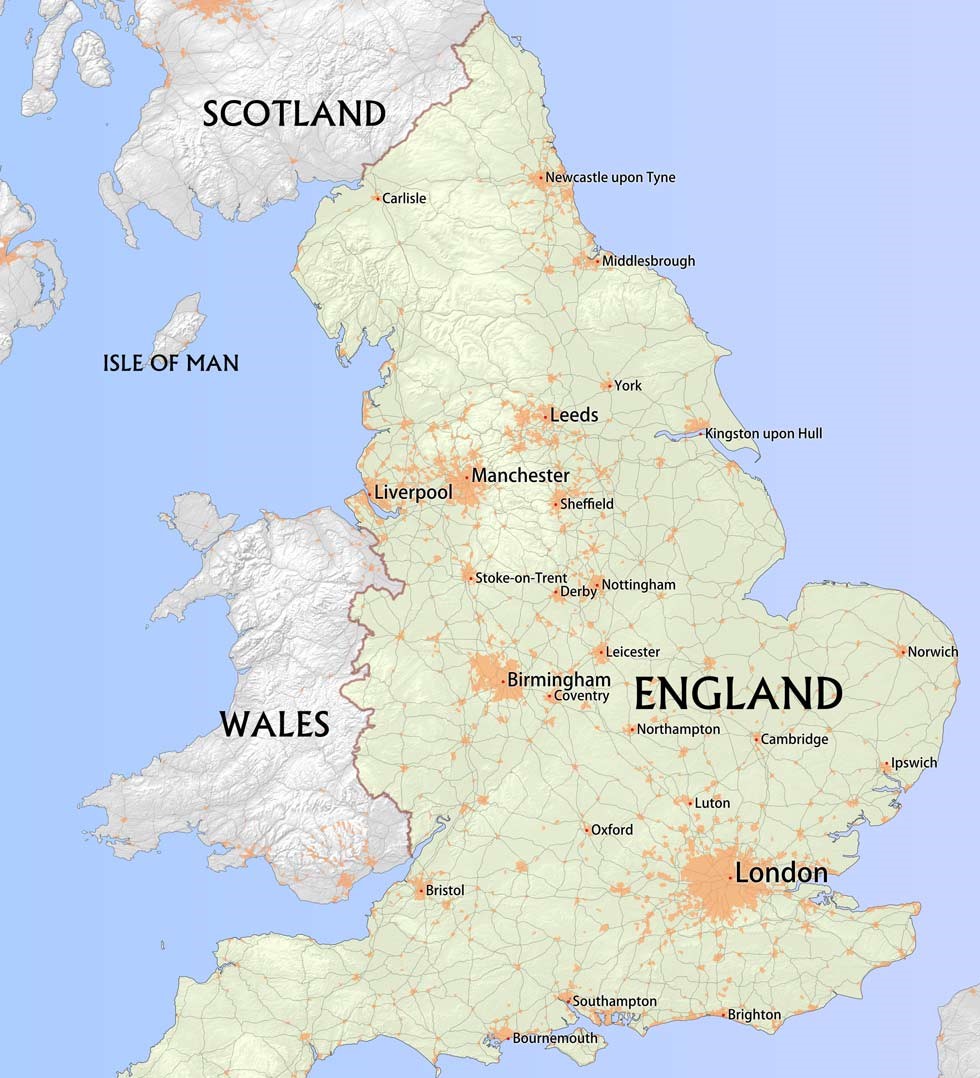 SCOTLAND
Newcastle upon Tyne
Carlisle
Middlesbrough
ISLE OF MAN
York
Leeds
Kingston upon Hull
Manchester
Liverpool
Sheffield
Stoke-on-Trent
Nottingham
Derby
Leicester
Norwich
Birmingham
ENGLAND
Coventry
WALES
Northampton
Cambridge
Ipswich
Luton
Oxford
London
Bristol
Southampton
Brighton
Bournemouth